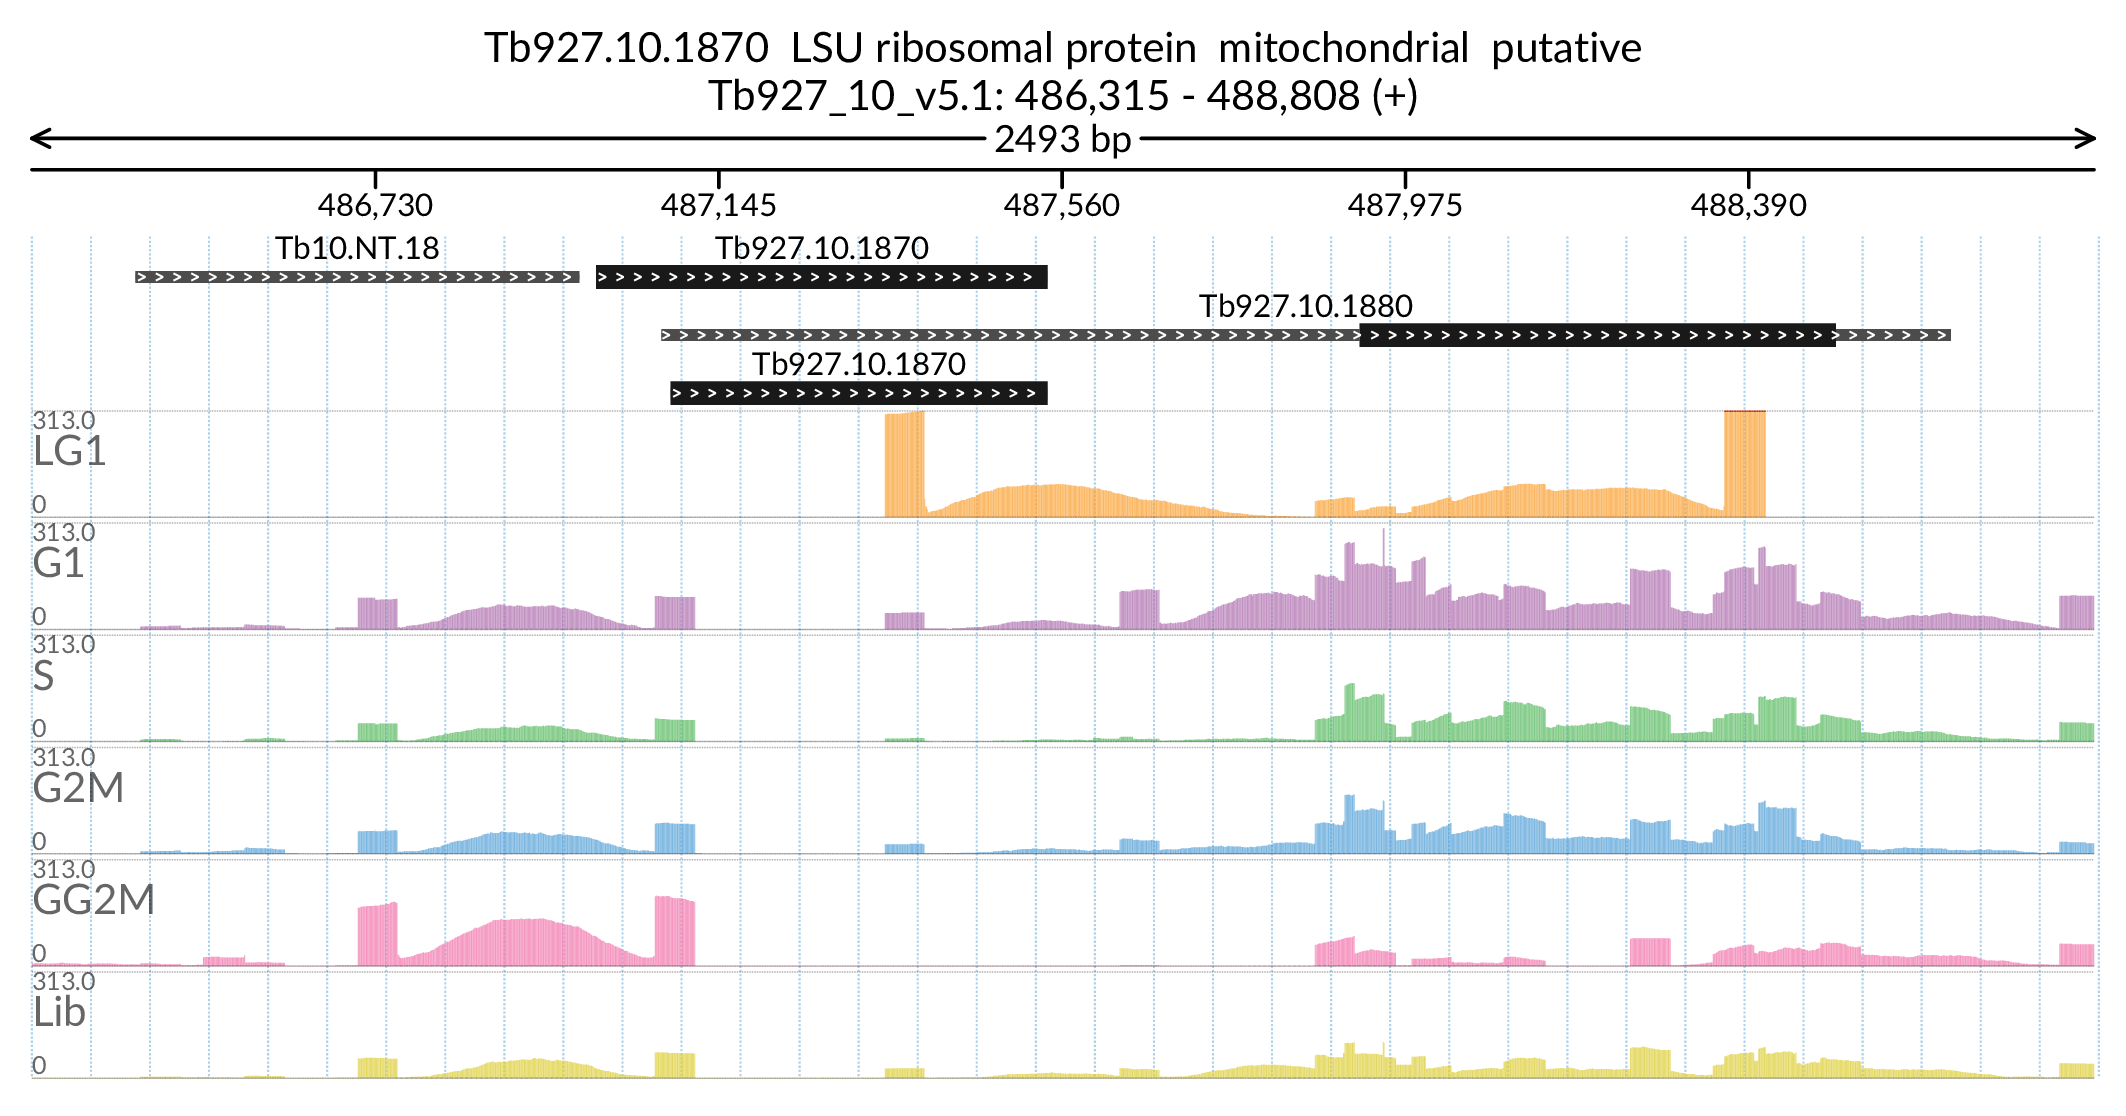 Tb927.10.1870 LSU ribosomal protein mitochondrial putative
Tb927_10_v5.1: 486,315 - 488,808 (+)
2493 bp
486,730 487,145 487,560 487,975 488,390
Tb10.NT.18 Tb927.10.1870
Tb927.10.1880
Tb927.10.1870
313.0
LG1
0
313.0
G1
0
313.0
S
0
313.0
G2M
0
313.0
GG2M
0
313.0
Lib
0